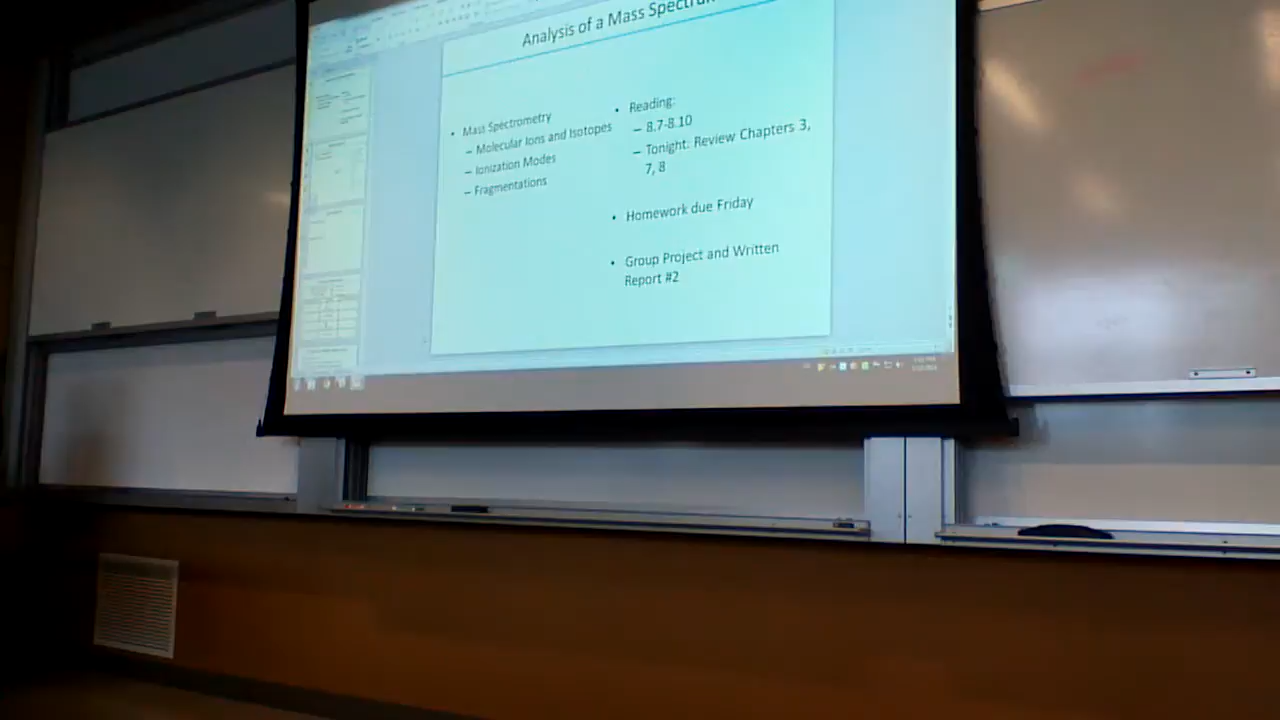 Analysis of a Mass Spectrum
• Mass Spectrometry
– Molecular Ions and Isotopes
– Ionization Modes
– Fragmentations
• Reading:
– 8.7-8.10
– Tonight: Review Chapters 3,
7, 8
• Homework due Friday
• Group Project and Written
Report #2